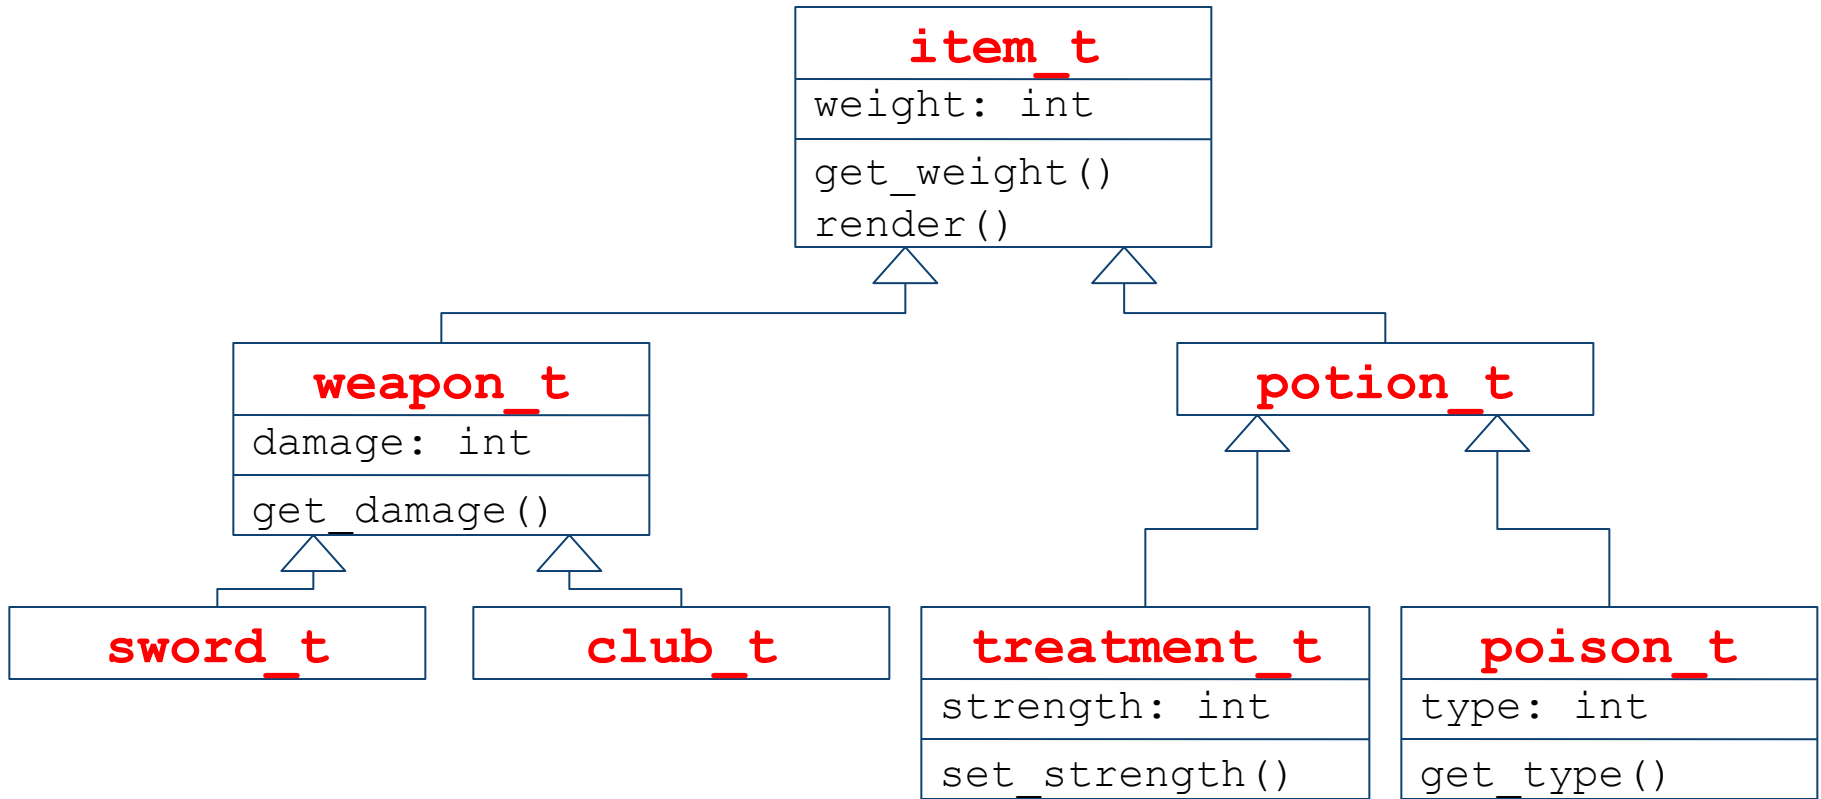 item_t
weight: int
get_weight()
render()
weapon_t
damage: int
get_damage()
potion_t
sword_t
club_t
treatment_t
strength: int
set_strength()
poison_t
type: int
get_type()